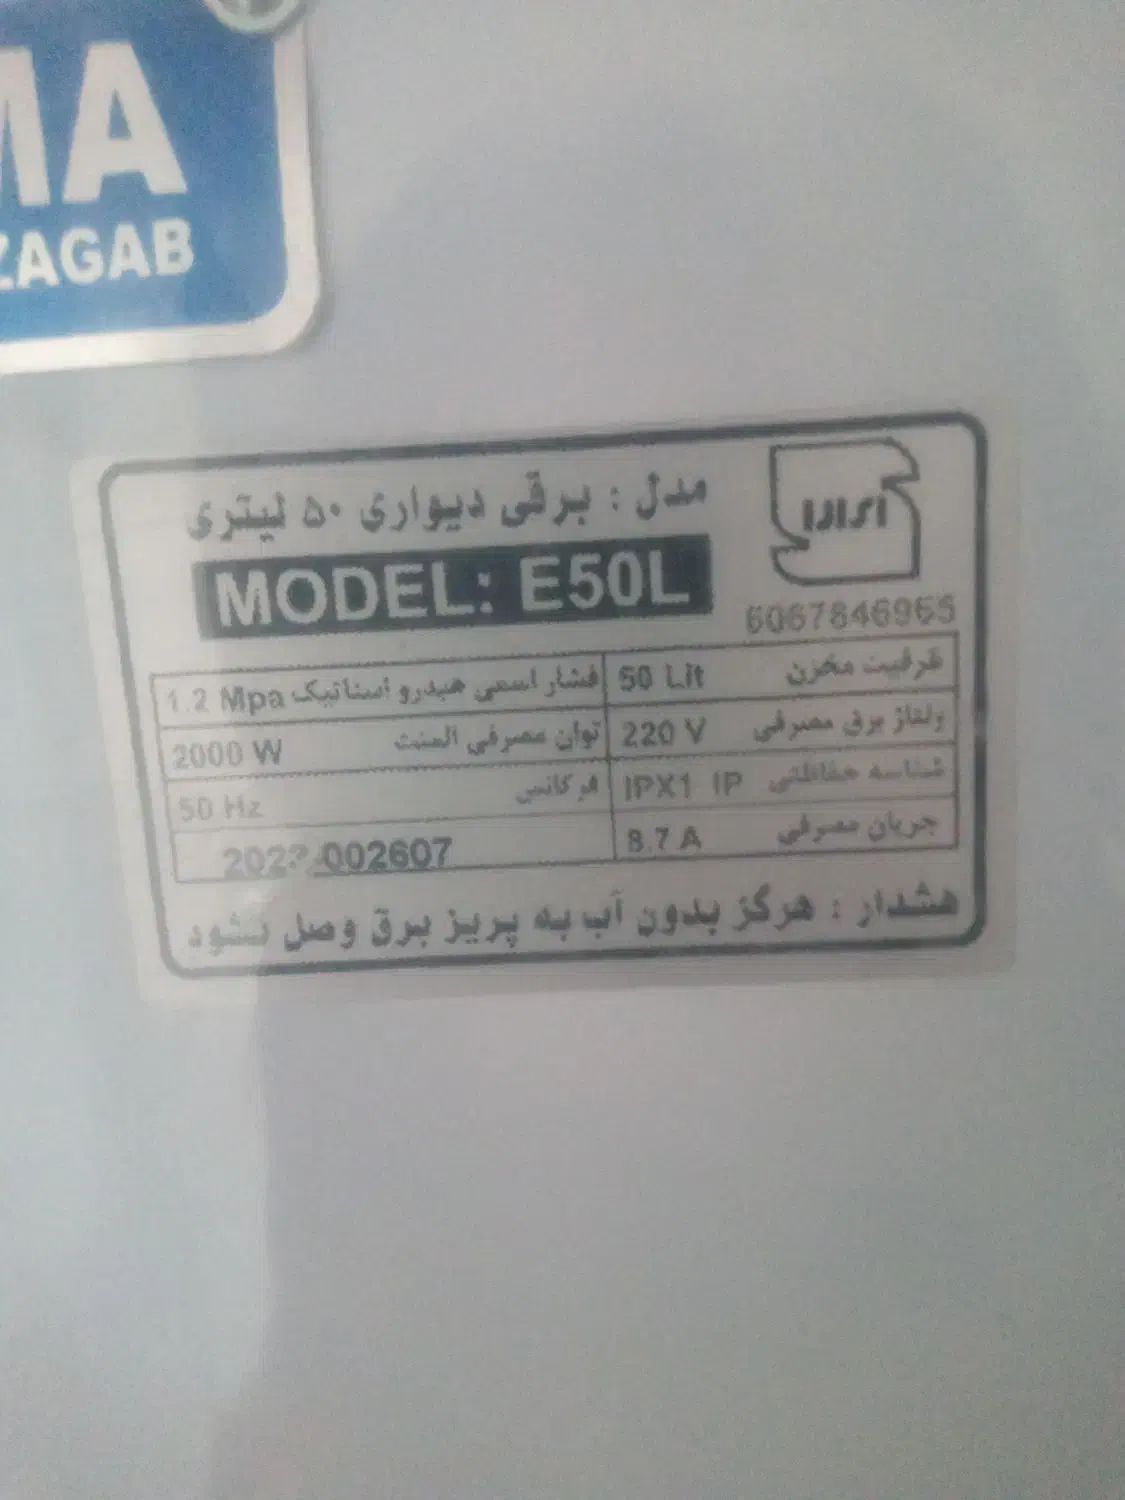 MA
ZAGAB
مدل : برقی دیواری ۵۰ لیتری
MODEL: E50L
6067846965
ظرفیت مخزن 50 Lit فشار اسمی هیدرو استاتیک 1.2 Mpa
ولتاژ برق مصرفی 220 V توان مصرفی المنت 2000 W
شناسه حفاظتی IPX1 IP فرکانس 50 Hz
جریان مصرفی 8.7 A 002607
هشدار : هرگز بدون آب به پریز برق وصل نشود